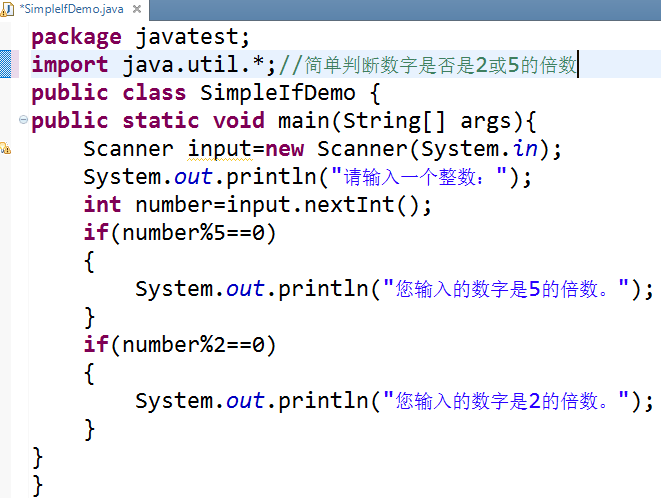 *SimpleIfDemo.java
package javatest;
import java.util.*;//简单判断数字是否是2或5的倍数
public class SimpleIfDemo {
public static void main(String[] args){
Scanner input=new Scanner(System.in);
System.out.println("请输入一个整数：");
int number=input.nextInt();
if(number%5==0)
{
System.out.println("您输入的数字是5的倍数。");
}
if(number%2==0)
{
System.out.println("您输入的数字是2的倍数。");
}
}
}